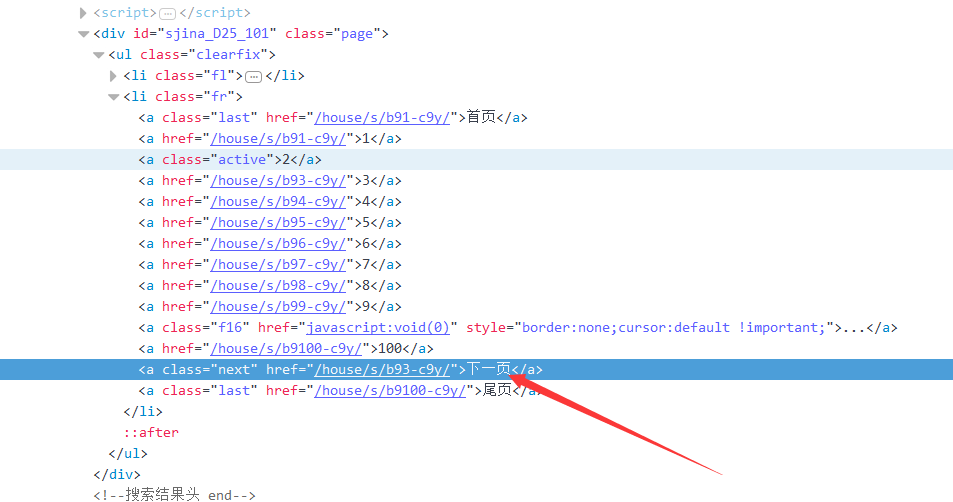 <script>...</script>
<div id="sjina_D25_101" class="page">
<ul class="clearfix">
<li class="fl">...</li>
<li class="fr">
<a class="last" href="/house/s/b91-c9y/">首页</a>
<a href="/house/s/b91-c9y/">1</a>
<a class="active">2</a>
<a href="/house/s/b93-c9y/">3</a>
<a href="/house/s/b94-c9y/">4</a>
<a href="/house/s/b95-c9y/">5</a>
<a href="/house/s/b96-c9y/">6</a>
<a href="/house/s/b97-c9y/">7</a>
<a href="/house/s/b98-c9y/">8</a>
<a href="/house/s/b99-c9y/">9</a>
<a class="f16" href="javascript:void(0)" style="border:none;cursor:default !important;">...</a>
<a href="/house/s/b9100-c9y/">100</a>
<a class="next" href="/house/s/b93-c9y/">下一页</a>
<a class="last" href="/house/s/b9100-c9y/">尾页</a>
</li>
::after
</ul>
</div>
<!--搜索结果头 end-->